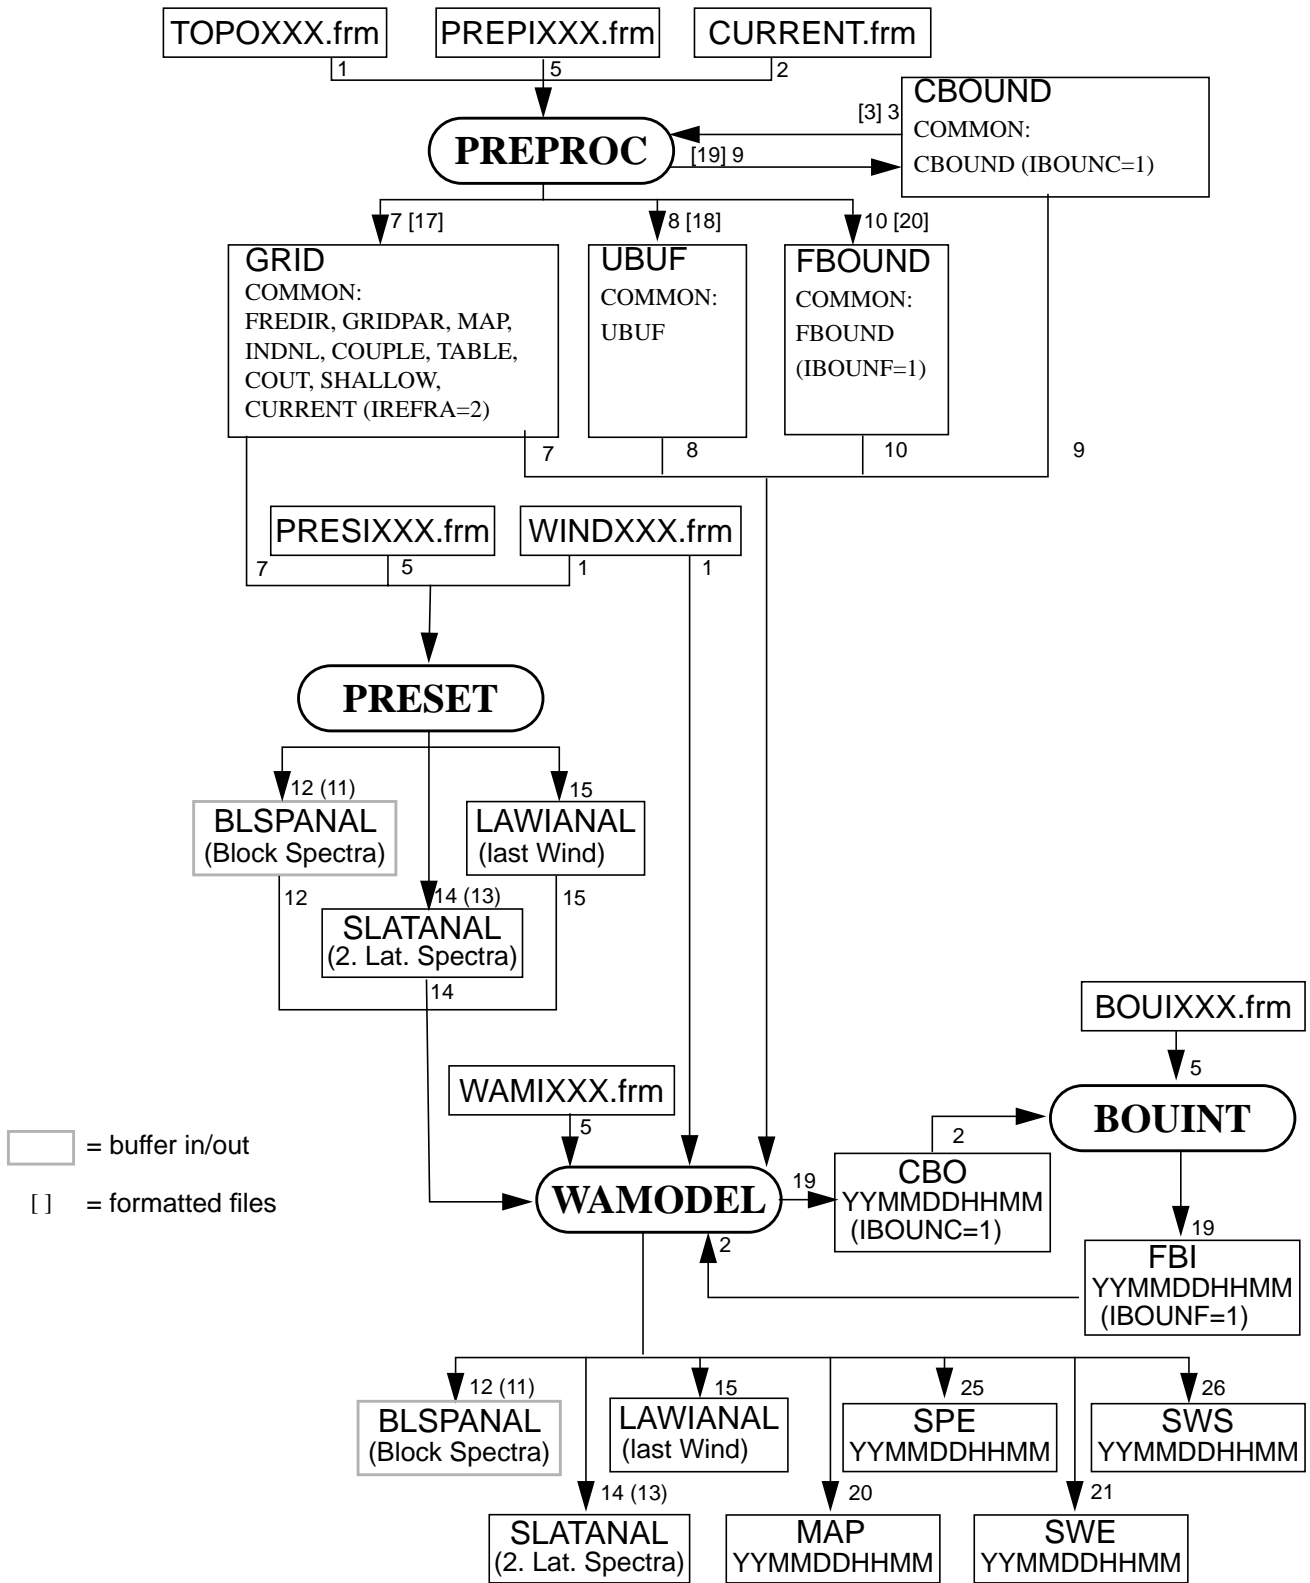 TOPOXXX.frm
PREPIXXX.frm
CURRENT.frm
1
5
2
CBOUND
COMMON:
CBOUND (IBOUNC=1)
[3] 3
PREPROC
[19] 9
7 [17]
8 [18]
10 [20]
GRID
COMMON:
FREDIR, GRIDPAR, MAP,
INDNL, COUPLE, TABLE,
COUT, SHALLOW,
CURRENT (IREFRA=2)
UBUF
COMMON:
UBUF
FBOUND
COMMON:
FBOUND
(IBOUNF=1)
7
8
10
9
PRESIXXX.frm
WINDXXX.frm
7
5
1
1
PRESET
12 (11)
15
BLSPANAL
(Block Spectra)
LAWIANAL
(last Wind)
12
14 (13)
15
SLATANAL
(2. Lat. Spectra)
14
BOUIXXX.frm
5
WAMIXXX.frm
5
BOUINT
= buffer in/out
[ ] = formatted files
2
WAMODEL
19
CBO
YYMMDDHHMM
(IBOUNC=1)
2
19
FBI
YYMMDDHHMM
(IBOUNF=1)
12 (11)
15
25
26
BLSPANAL
(Block Spectra)
LAWIANAL
(last Wind)
SPE
YYMMDDHHMM
SWS
YYMMDDHHMM
14 (13)
20
21
SLATANAL
(2. Lat. Spectra)
MAP
YYMMDDHHMM
SWE
YYMMDDHHMM